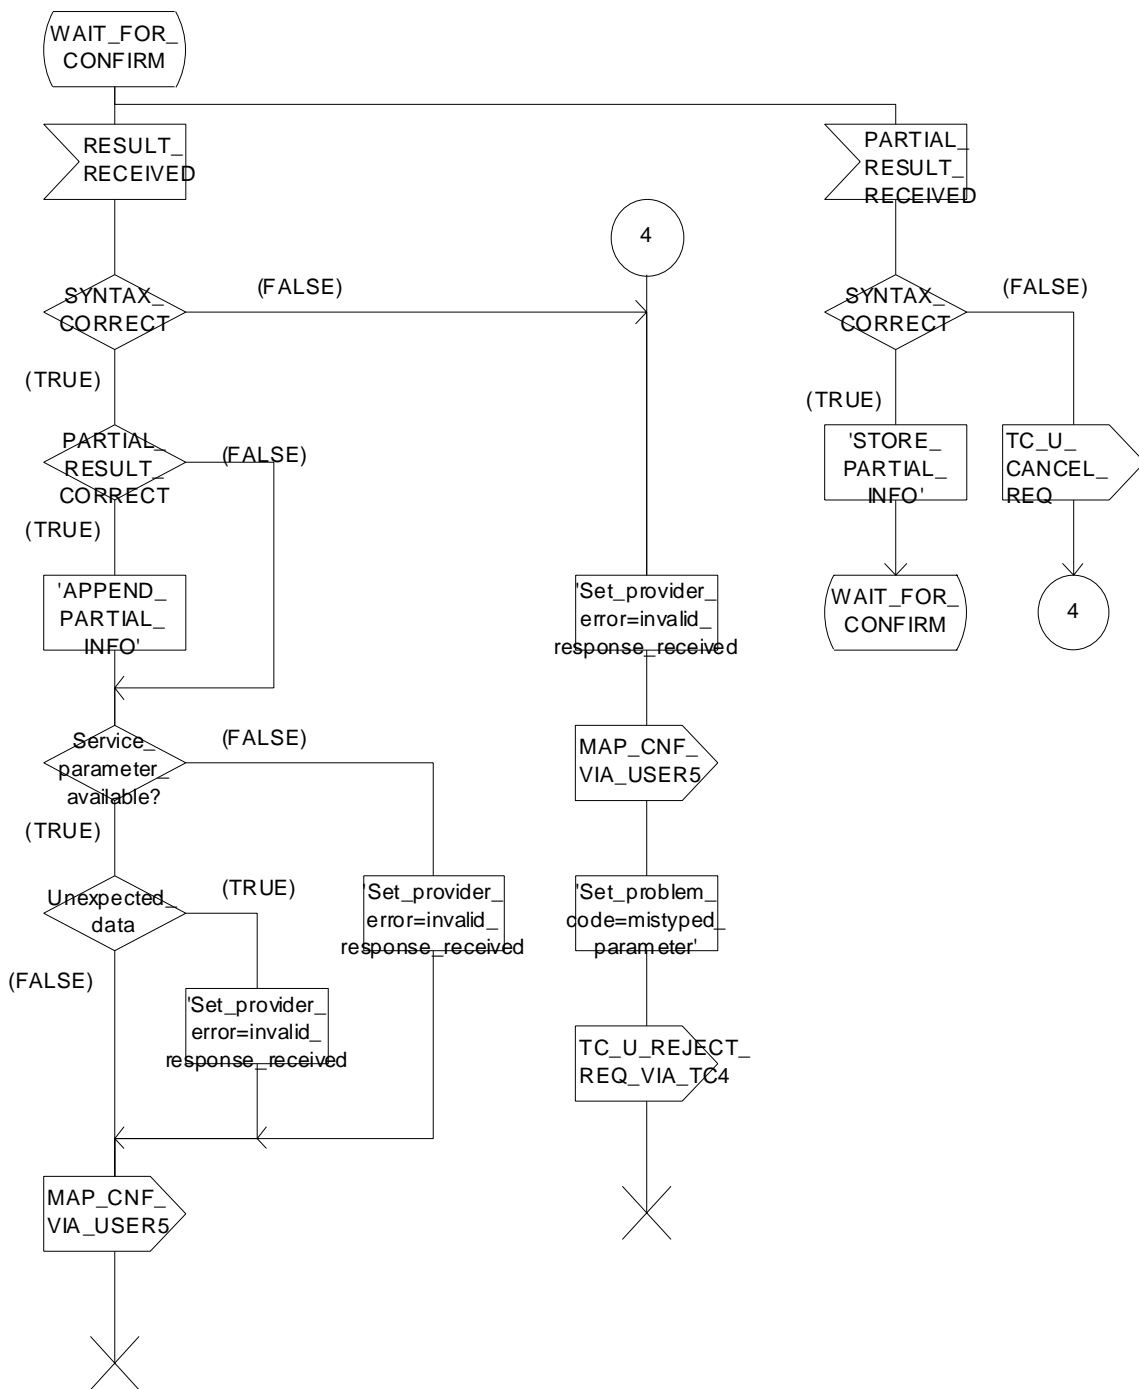 WAIT_FOR_
CONFIRM
RESULT_
RECEIVED
PARTIAL_
RESULT_
RECEIVED
4
SYNTAX_
CORRECT
(FALSE)
SYNTAX_
CORRECT
(FALSE)
(TRUE)
(TRUE)
PARTIAL_
RESULT_
CORRECT
(FALSE)
'STORE_
PARTIAL_
INFO'
TC_U_
CANCEL_
REQ
(TRUE)
'APPEND_
PARTIAL_
INFO'
'Set_provider_
error=invalid_
response_received
WAIT_FOR_
CONFIRM
4
Service_
parameter_
available?
(FALSE)
MAP_CNF_
VIA_USER5
(TRUE)
Unexpected_
data
(TRUE)
'Set_provider_
error=invalid_
response_received
'Set_problem_
code=mistyped_
parameter'
(FALSE)
'Set_provider_
error=invalid_
response_received
TC_U_REJECT_
REQ_VIA_TC4
MAP_CNF_
VIA_USER5